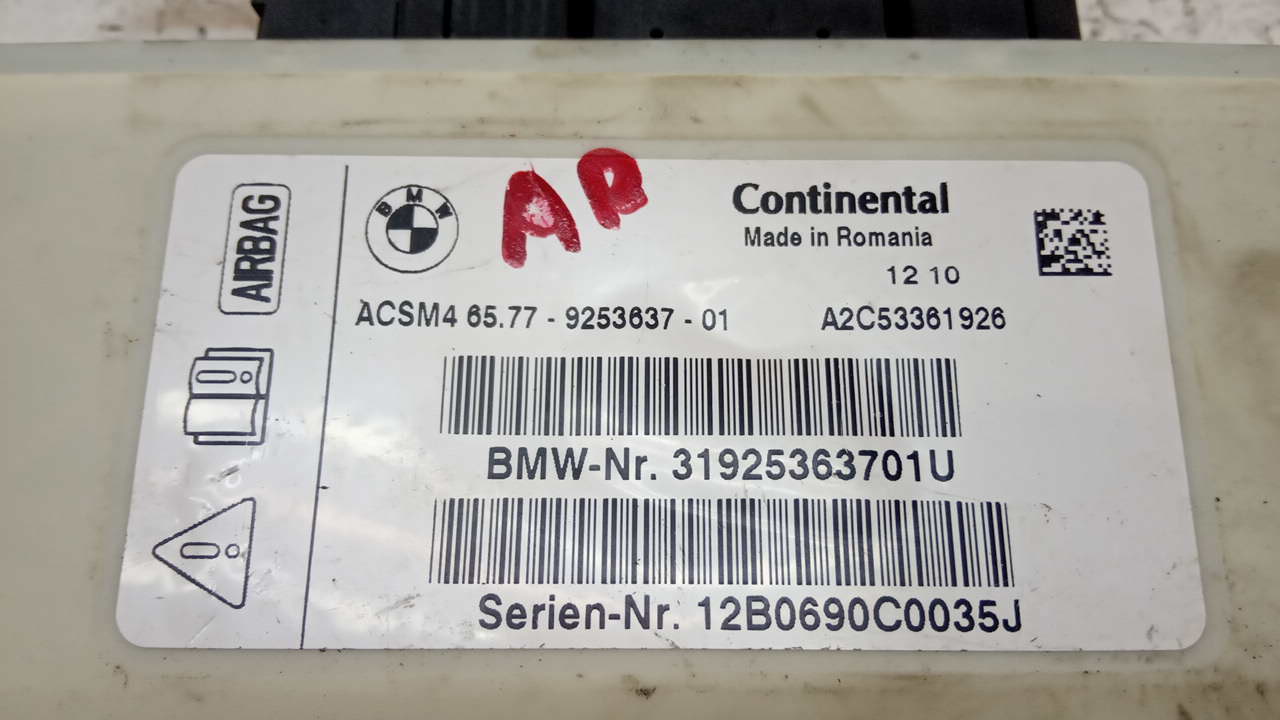 AIRBAG
BMW
AP
Continental
Made in Romania
12 10
ACSM4 65.77 - 9253637 - 01 A2C53361926
BMW-Nr. 31925363701U
Serien-Nr. 12B0690C0035J